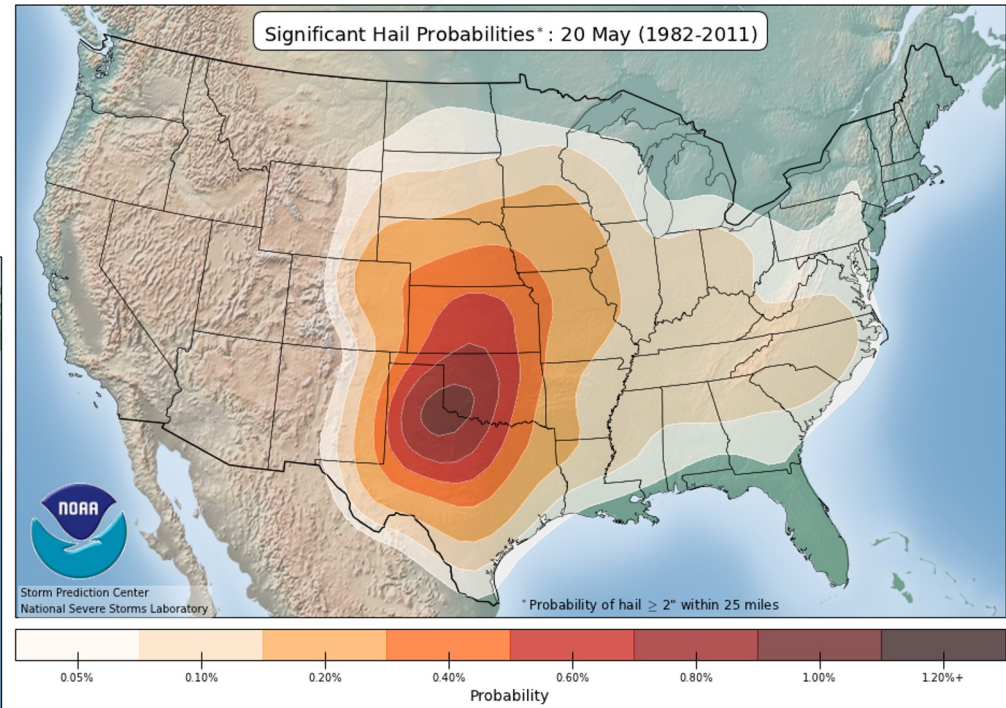 Significant Hail Probabilities*: 20 May (1982-2011)
NOAA
Storm Prediction Center
National Severe Storms Laboratory
*Probability of hail ≥ 2" within 25 miles
0.05% 0.10% 0.20% 0.40% 0.60% 0.80% 1.00% 1.20%+
Probability